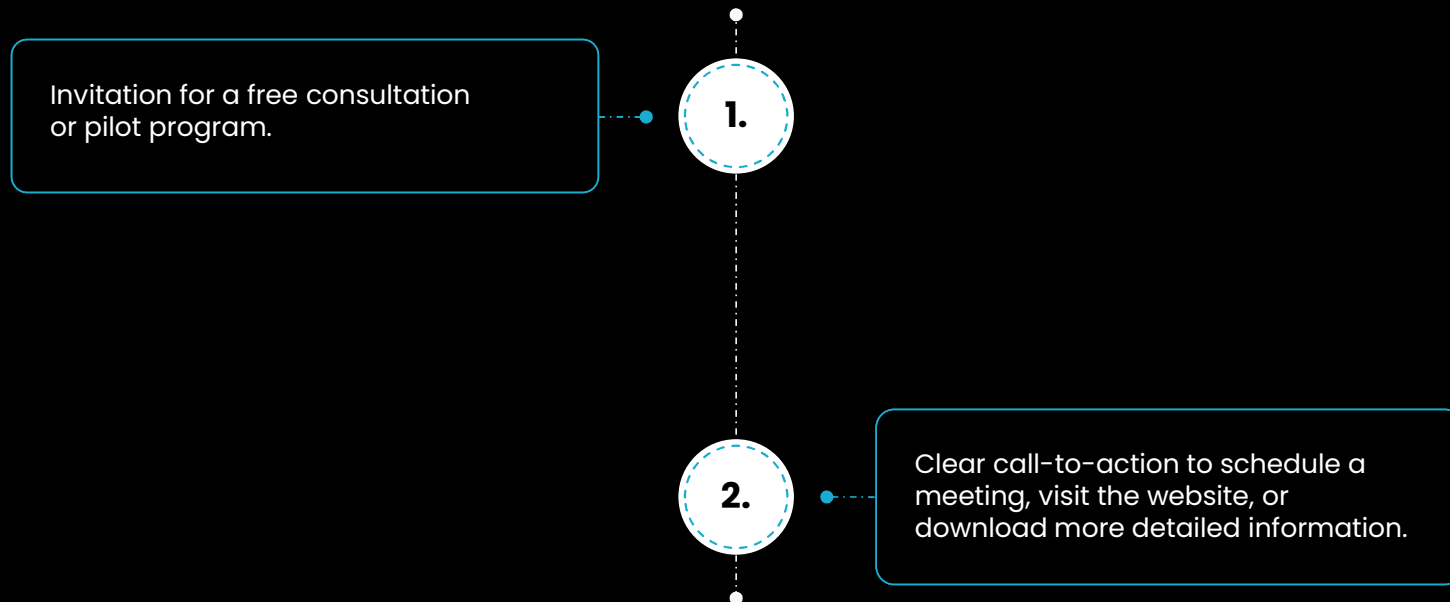 Invitation for a free consultation
or pilot program.
1.
2.
Clear call-to-action to schedule a
meeting, visit the website, or
download more detailed information.